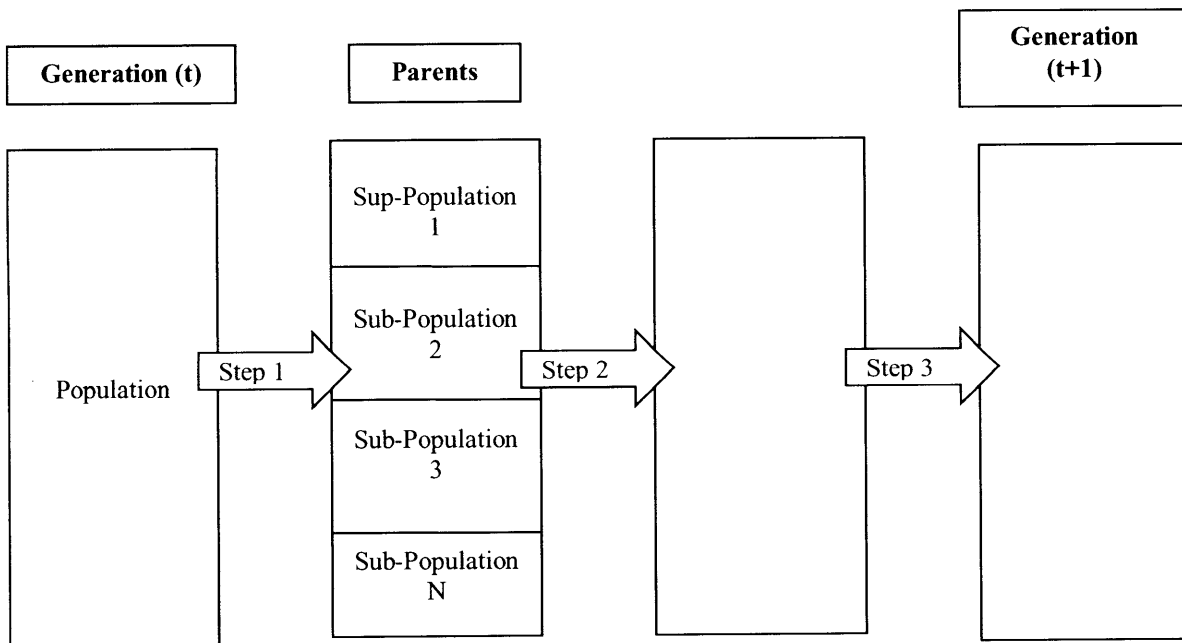 Generation (t)
Parents
Generation
(t+1)
Population
Step 1
Sup-Population
1
Sub-Population
2
Sub-Population
3
Sub-Population
N
Step 2
Step 3